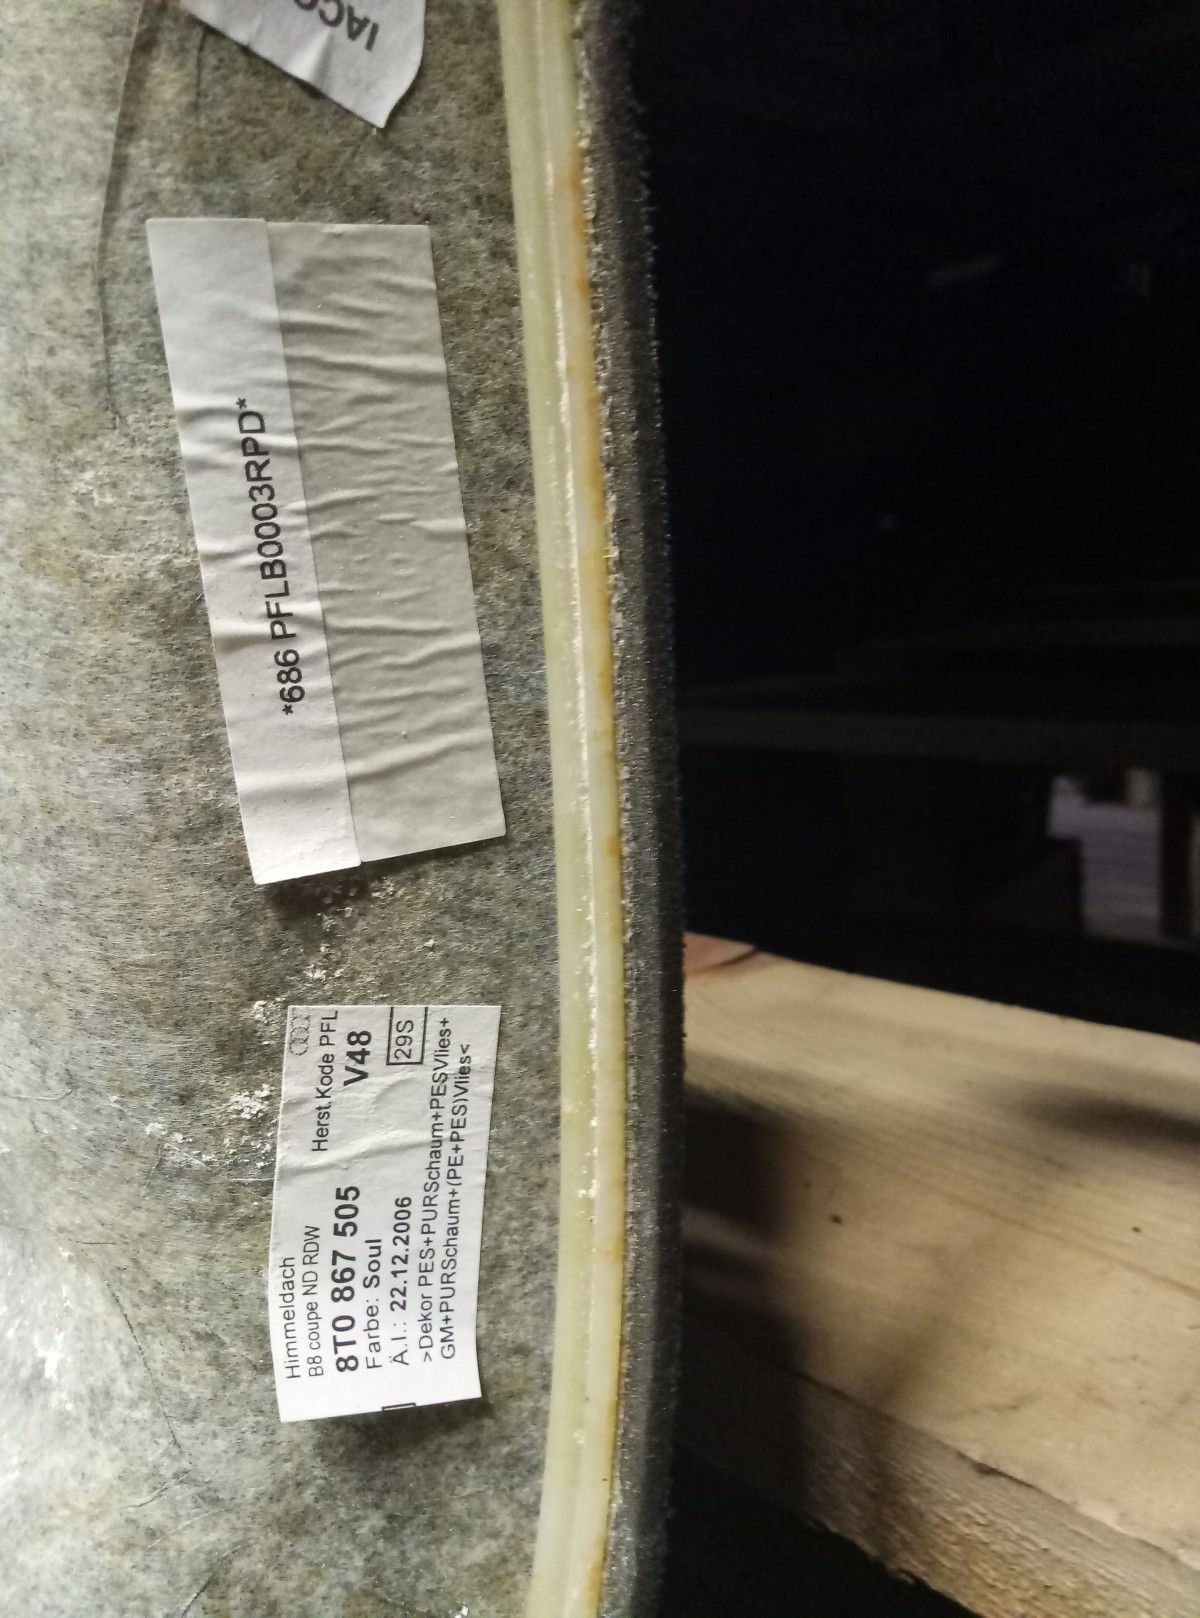 IACC
*686 PFLB0003RPD*
Himmeldach
B8 coupe ND RDW
Herst.Kode PFL
8T0 867 505
V48
Farbe: Soul
Ä.I.: 22.12.2006
29S
>Dekor PES+PURSchaum+PESVlies+
GM+PURSchaum+(PE+PES)Vlies<